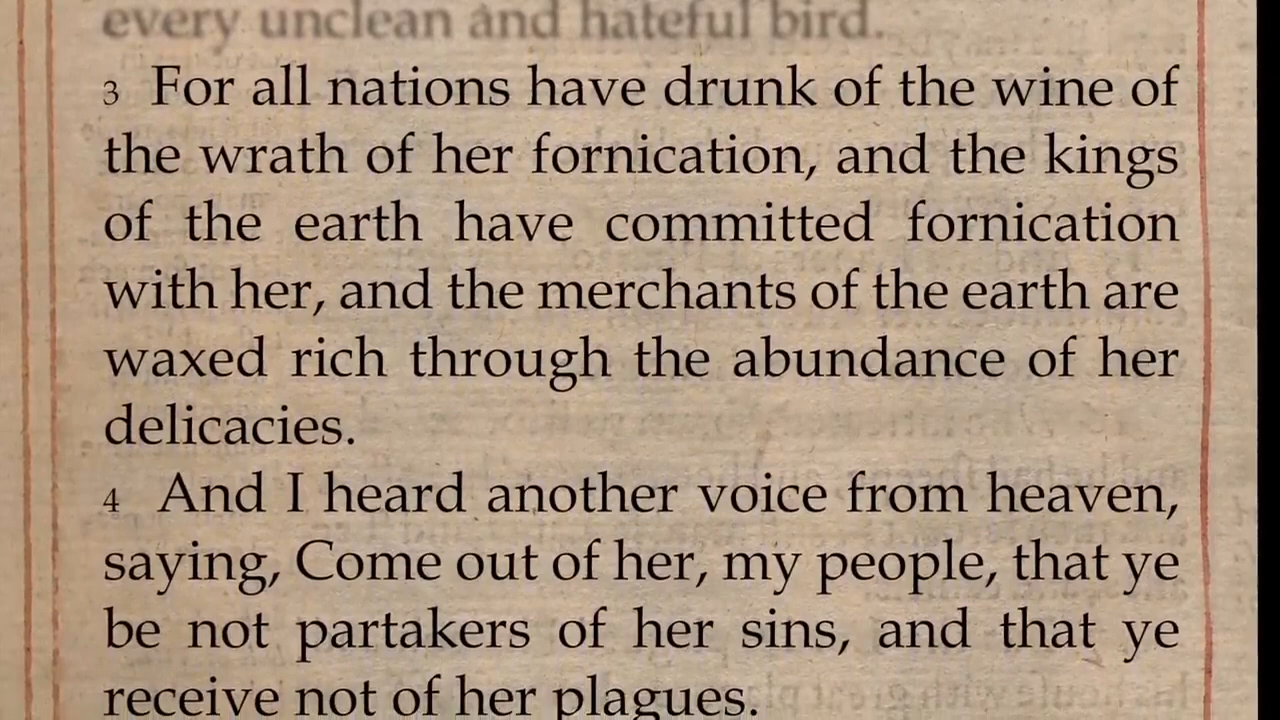 every unclean and hateful bird.
3 For all nations have drunk of the wine of
the wrath of her fornication, and the kings
of the earth have committed fornication
with her, and the merchants of the earth are
waxed rich through the abundance of her
delicacies.
4 And I heard another voice from heaven,
saying, Come out of her, my people, that ye
be not partakers of her sins, and that ye
receive not of her plagues.